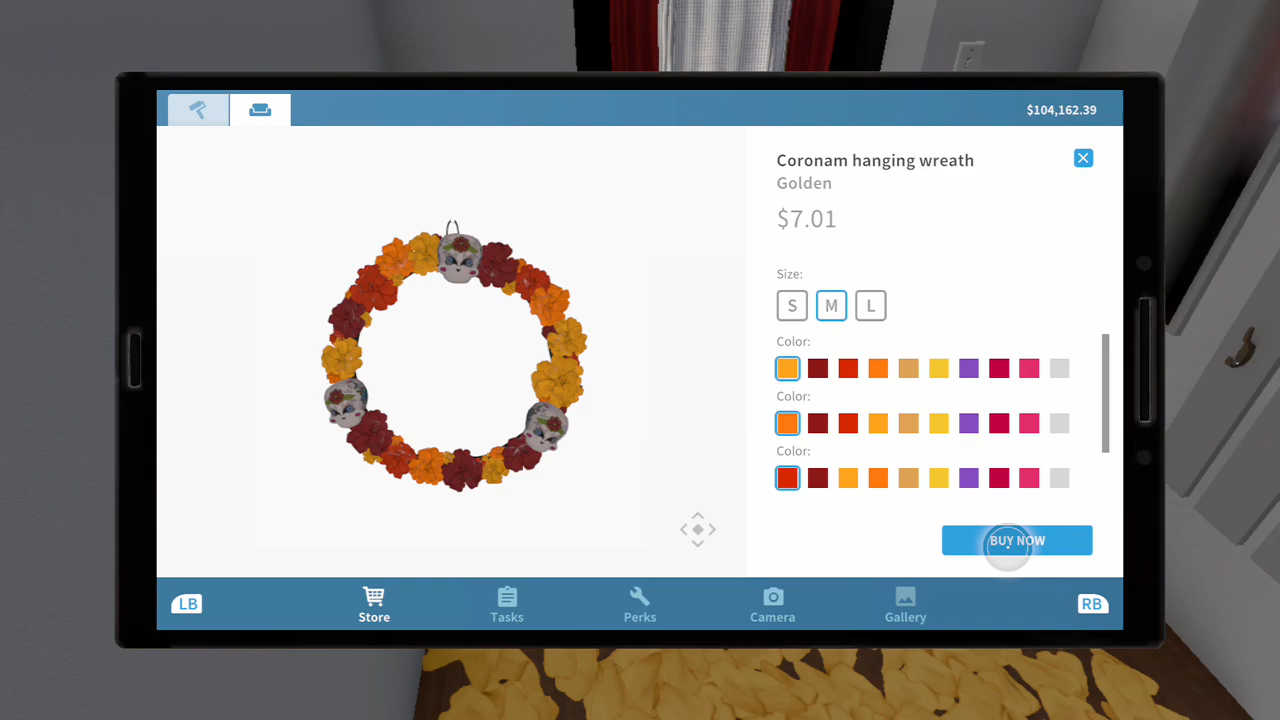 $104,162.39
Coronam hanging wreath
Golden
$7.01
Size:
S M L
Color:
Color:
Color:
BUY NOW
LB
Store
Tasks
Perks
Camera
Gallery
RB